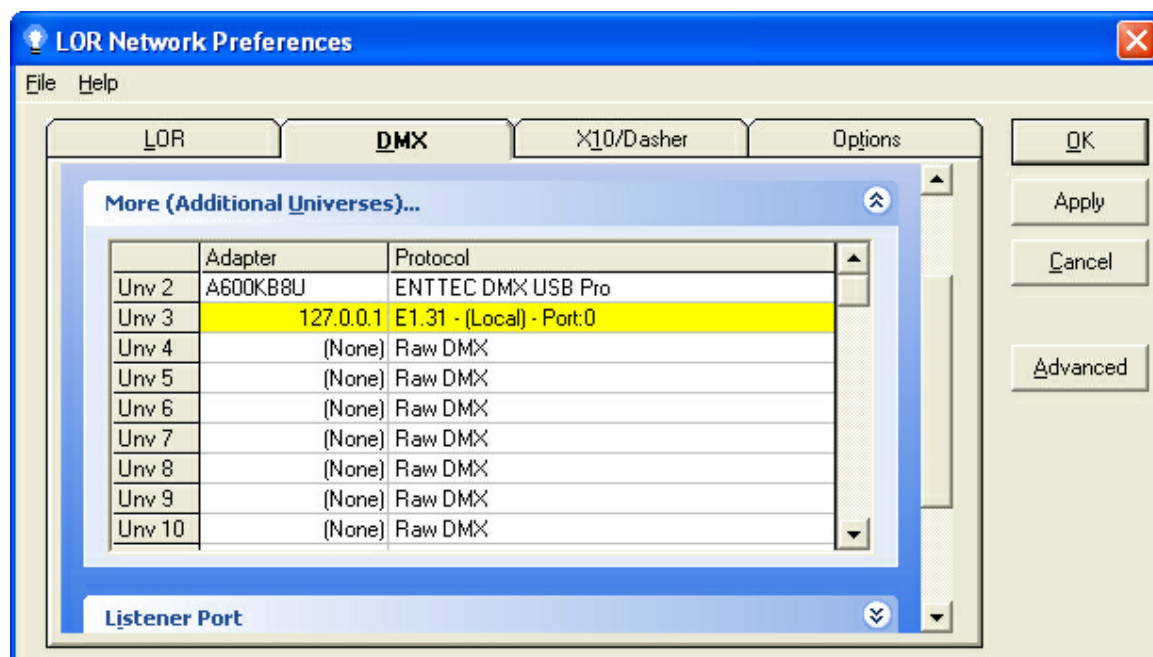 LOR Network Preferences
File Help
LOR DMX X10/Dasher Options
OK
More (Additional Universes)...
Apply
Adapter Protocol
Cancel
Unv 2 A600KB8U ENTTEC DMX USB Pro
Unv 3 127.0.0.1 E1.31 - (Local) - Port:0
Unv 4 (None) Raw DMX
Advanced
Unv 5 (None) Raw DMX
Unv 6 (None) Raw DMX
Unv 7 (None) Raw DMX
Unv 8 (None) Raw DMX
Unv 9 (None) Raw DMX
Unv 10 (None) Raw DMX
Listener Port